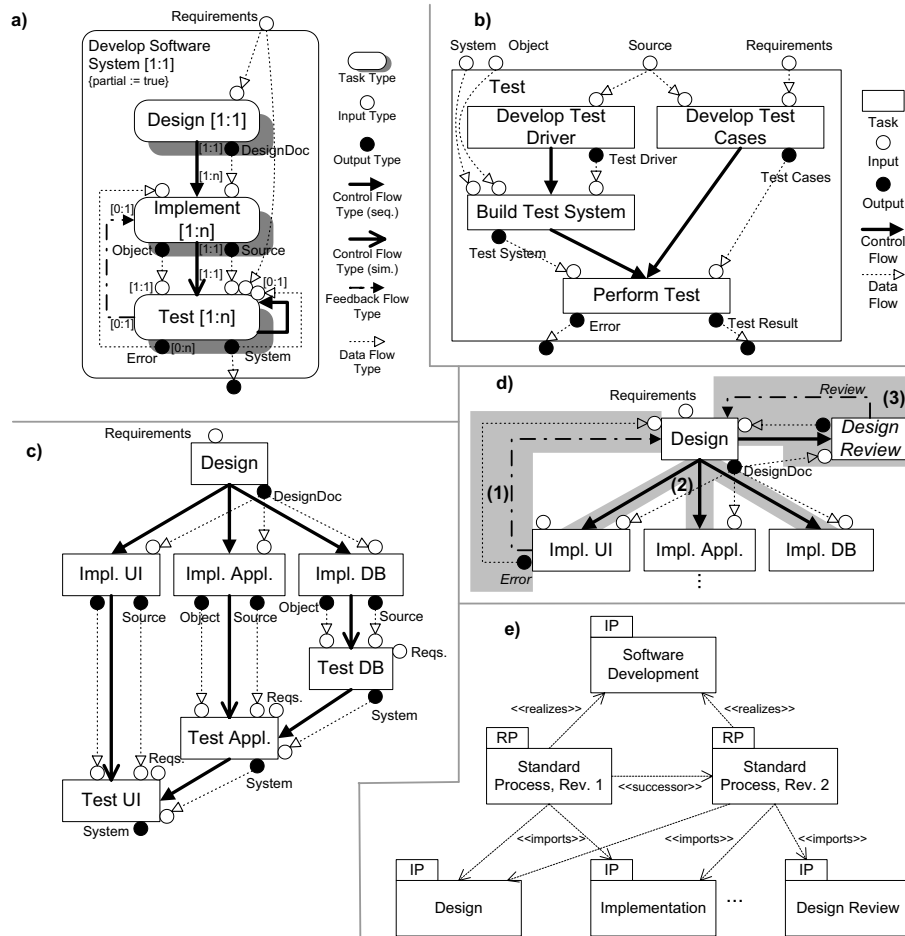 a)
Requirements
Develop Software
System [1:1]
{partial := true}
Design [1:1]
[1:1]
DesignDoc
[1:n]
[0:1]
Implement
[1:n]
Object
[1:1]
Source
[1:1]
[1:1]
[0:1]
Test [1:n]
[0:1]
Error
[0:n]
System
Task Type
Input Type
Output Type
Control Flow
Type (seq.)
Control Flow
Type (sim.)
Feedback Flow
Type
Data Flow
Type
b)
System
Object
Source
Requirements
Test
Develop Test
Driver
Develop Test
Cases
Test Driver
Test Cases
Build Test System
Test System
Perform Test
Error
Test Result
Task
Input
Output
Control
Flow
Data
Flow
c)
Requirements
Design
DesignDoc
Impl. UI
Impl. Appl.
Impl. DB
Source
Object
Source
Object
Source
Test DB
Reqs.
System
Reqs.
Test Appl.
System
Reqs.
Test UI
System
d)
Requirements
Review
(3)
Design
Design
Review
DesignDoc
(1)
(2)
Impl. UI
Impl. Appl.
Impl. DB
Error
⋮
e)
IP
Software
Development
<<realizes>>
<<realizes>>
RP
RP
Standard
Process, Rev. 1
<<successor>>
Standard
Process, Rev. 2
<<imports>>
<<imports>>
<<imports>>
IP
IP
IP
Design
Implementation
...
Design Review